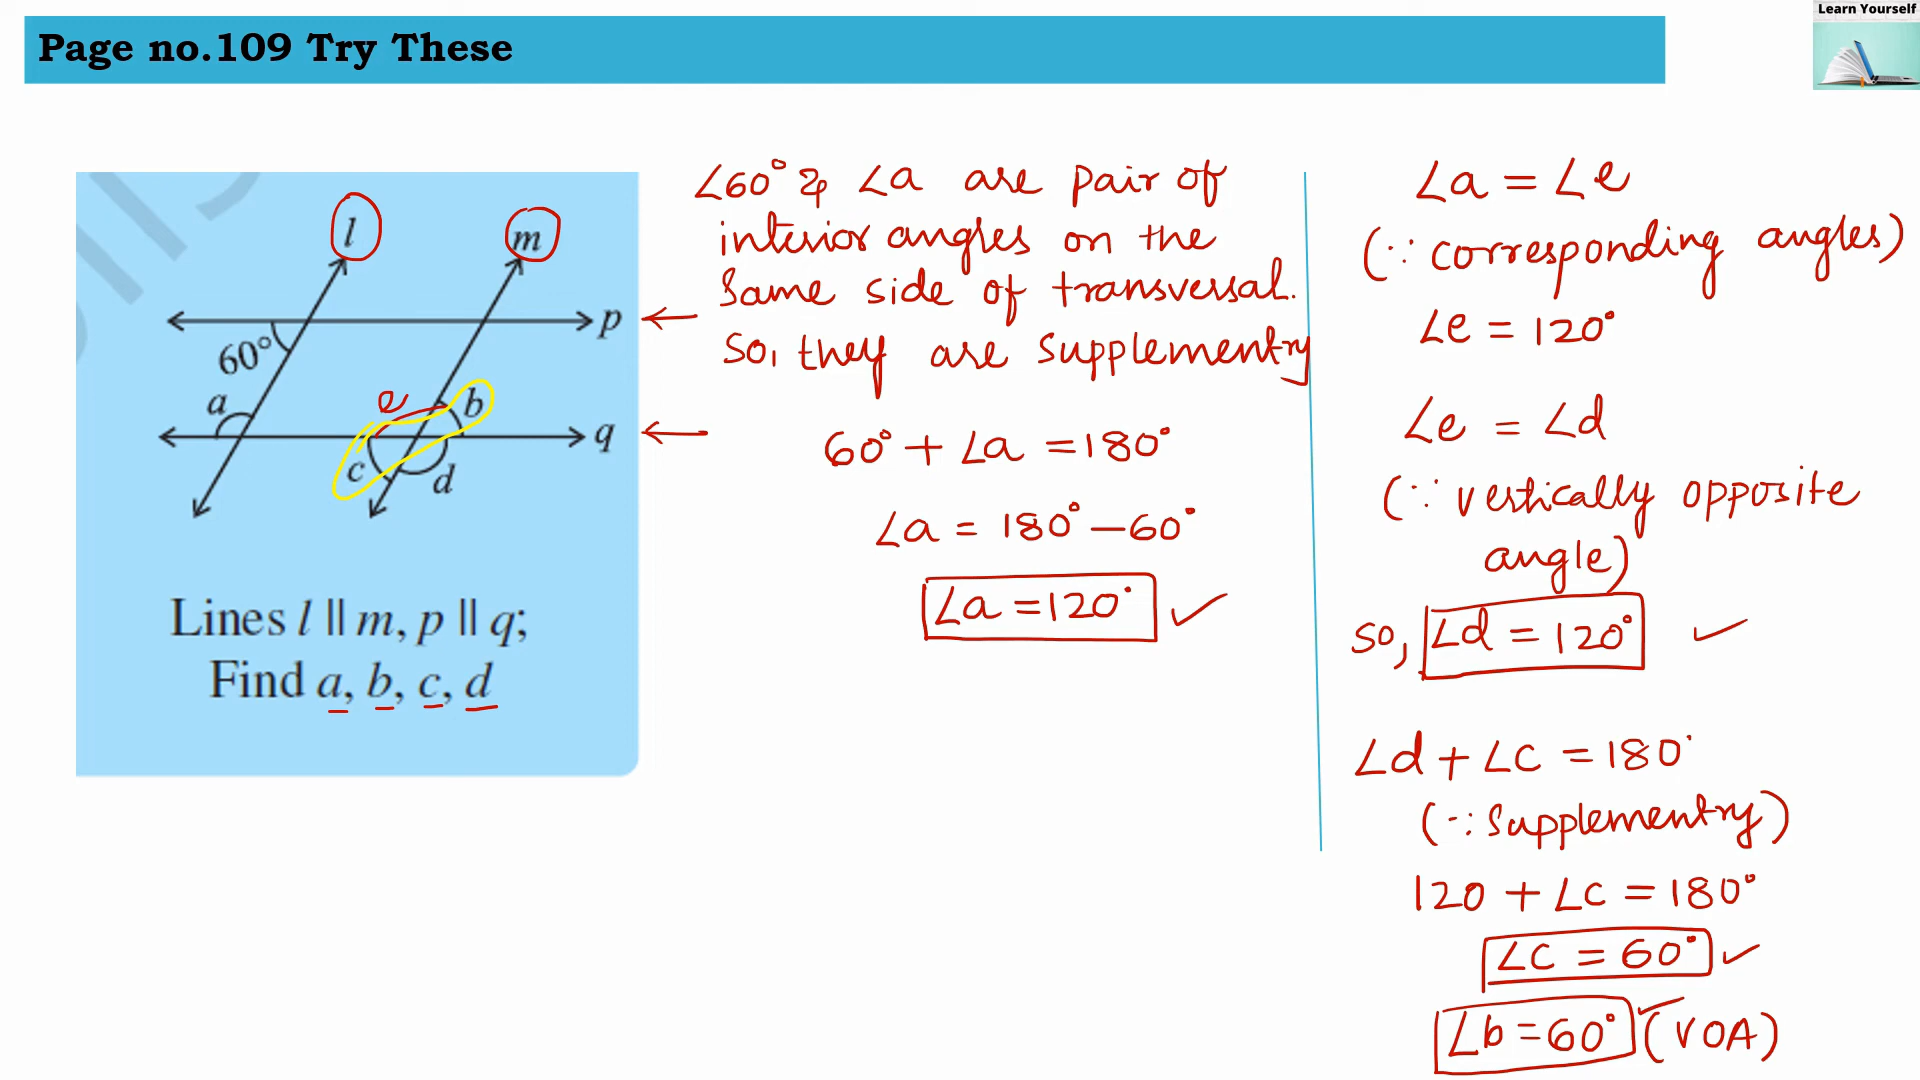 Learn Yourself
Page no.109 Try These
l
m
p
60°
a
e
b
q
c
d
Lines l || m, p || q;
Find a, b, c, d
∠60° & ∠a are pair of
interior angles on the
Same side of transversal.
So, they are supplementry
60° + ∠a = 180°
∠a = 180° – 60°
∠a = 120° ✓
∠a = ∠e
(∵ corresponding angles)
∠e = 120°
∠e = ∠d
(∵ vertically opposite
angle)
so, ∠d = 120° ✓
∠d + ∠c = 180°
(∵ Supplementry)
120 + ∠c = 180°
∠c = 60° ✓
∠b = 60° ✓ (VOA)